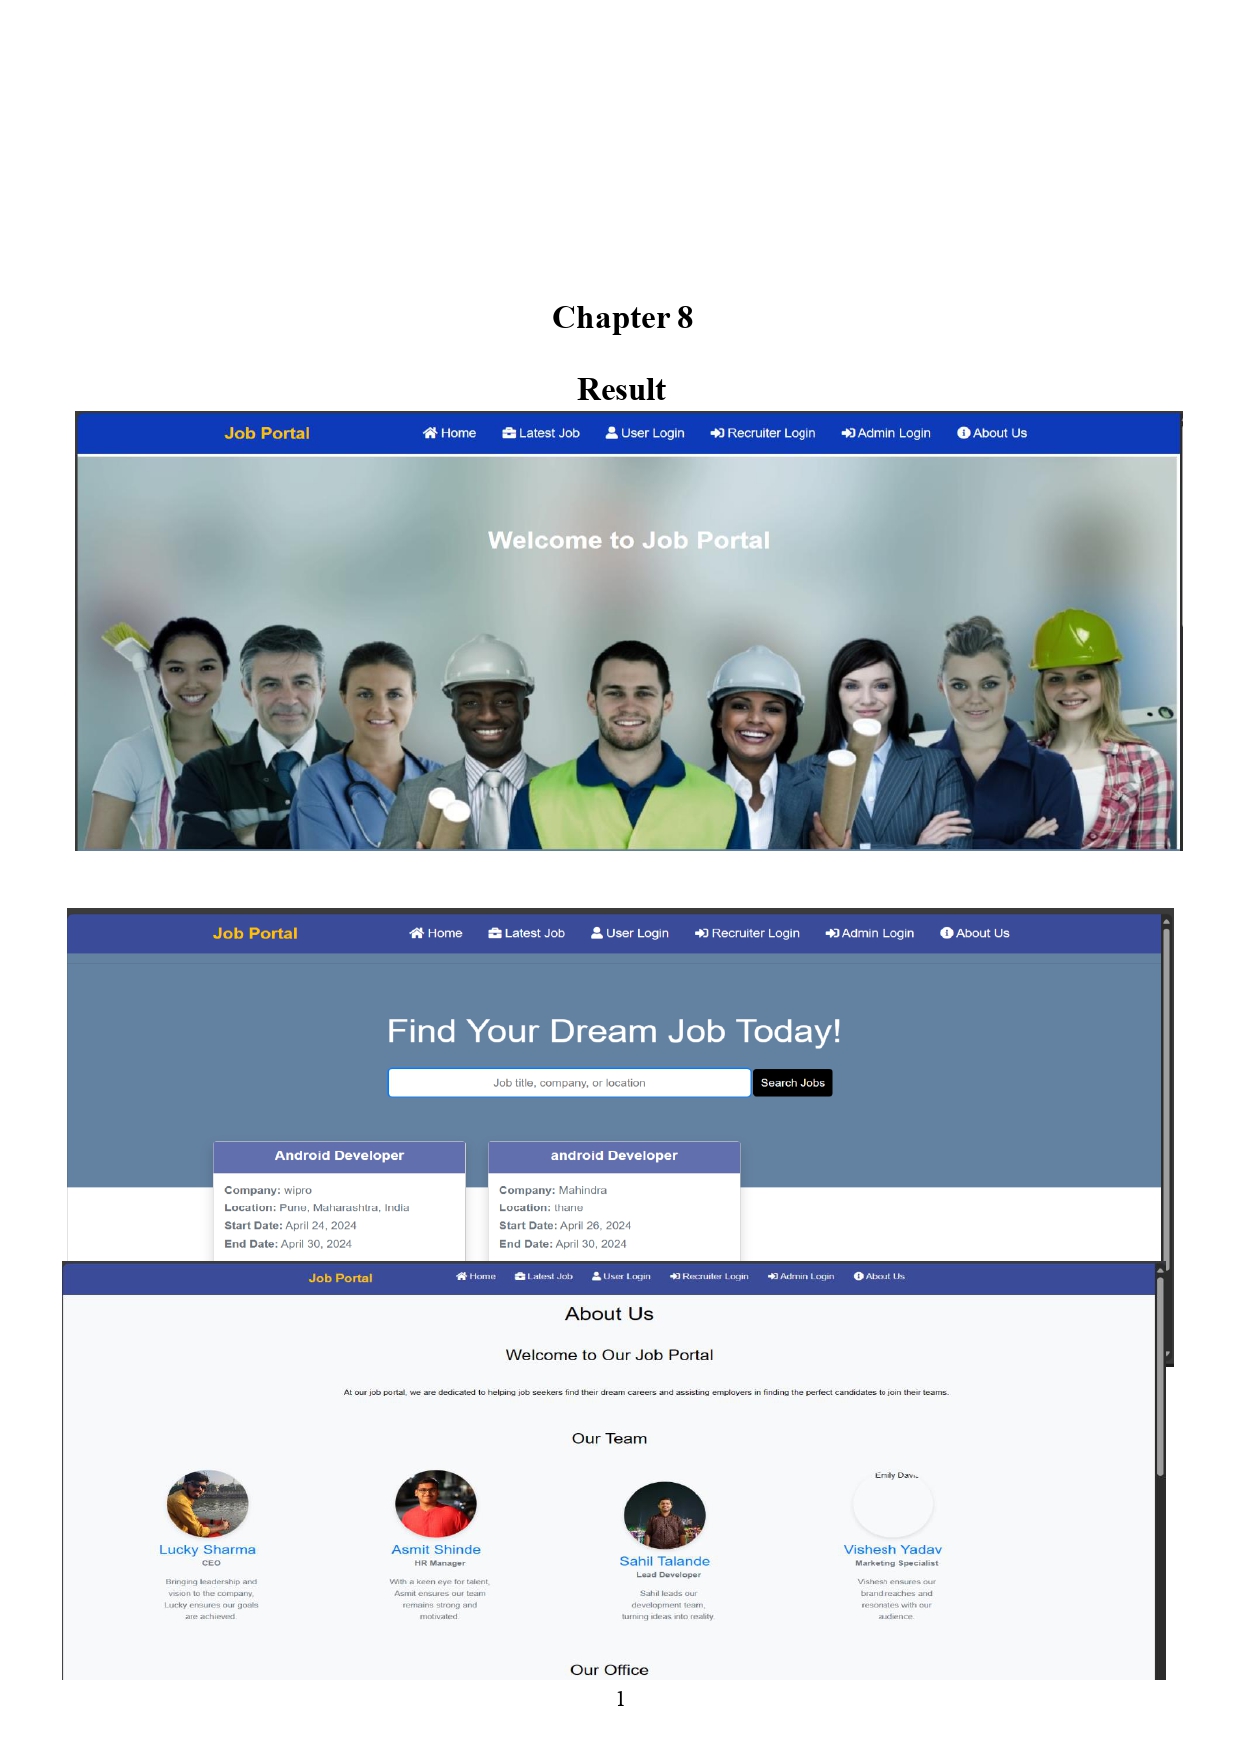 Chapter 8
Result
Job Portal Home Latest Job User Login Recruiter Login Admin Login About Us
Welcome to Job Portal
Job Portal Home Latest Job User Login Recruiter Login Admin Login About Us
Find Your Dream Job Today!
Job title, company, or location Search Jobs
Android Developer
Company: wipro
Location: Pune, Maharashtra, India
Start Date: April 24, 2024
End Date: April 30, 2024
android Developer
Company: Mahindra
Location: thane
Start Date: April 26, 2024
End Date: April 30, 2024
Job Portal Home Latest Job User Login Recruiter Login Admin Login About Us
About Us
Welcome to Our Job Portal
At our job portal, we are dedicated to helping job seekers find their dream careers and assisting employers in finding the perfect candidates to join their teams.
Our Team
Lucky Sharma
CEO
Bringing leadership and
vision to the company,
Lucky ensures our goals
are achieved.
Asmit Shinde
HR Manager
With a keen eye for talent,
Asmit ensures our team
remains strong and
motivated.
Sahil Talande
Lead Developer
Sahil leads our
development team,
turning ideas into reality.
Emily
Vishesh Yadav
Marketing Specialist
Vishesh ensures our
brand reaches and
resonates with our
audience.
Our Office
1